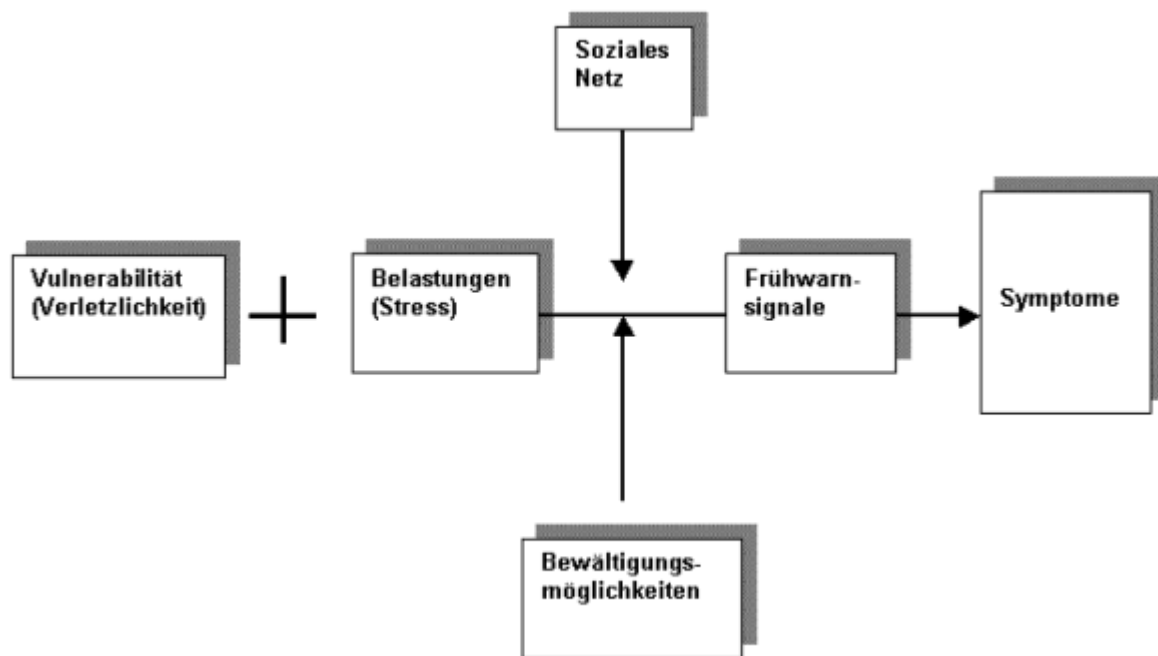 Soziales
Netz
Vulnerabilität
(Verletzlichkeit)
Belastungen
(Stress)
Frühwarn-
signale
Symptome
Bewältigungs-
möglichkeiten